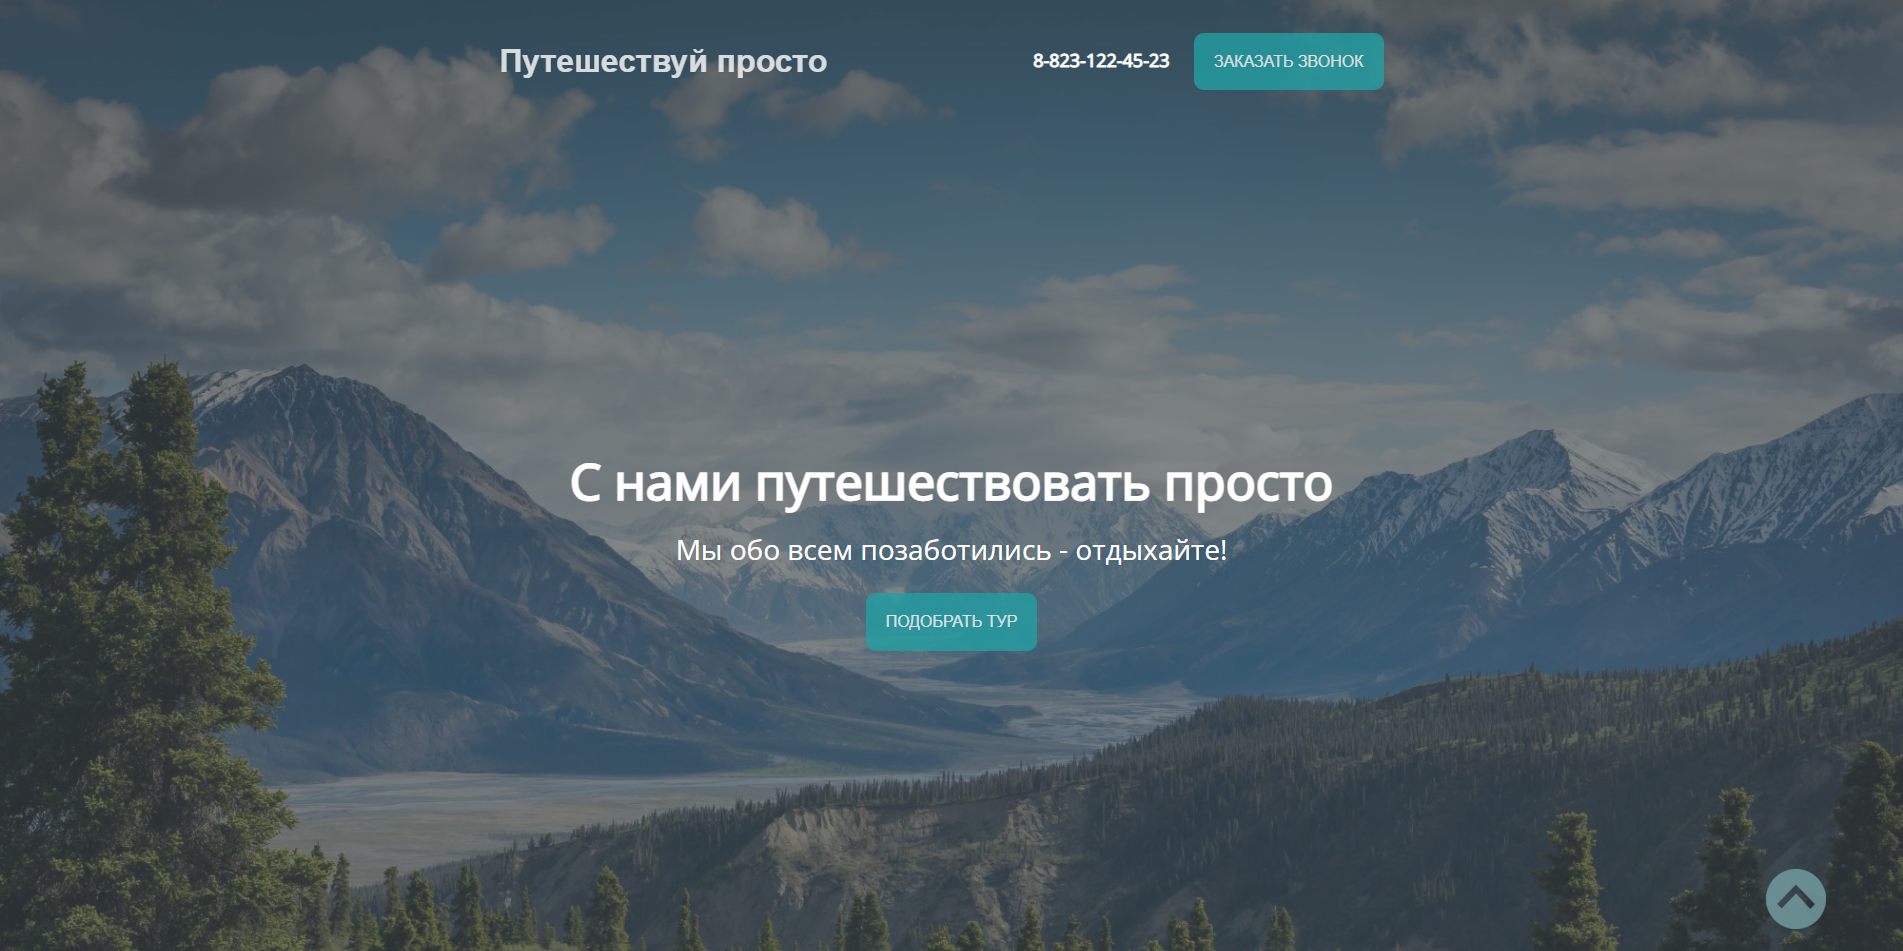 Путешествуй просто
8-823-122-45-23
ЗАКАЗАТЬ ЗВОНОК
С нами путешествовать просто
Мы обо всем позаботились - отдыхайте!
ПОДОБРАТЬ ТУР